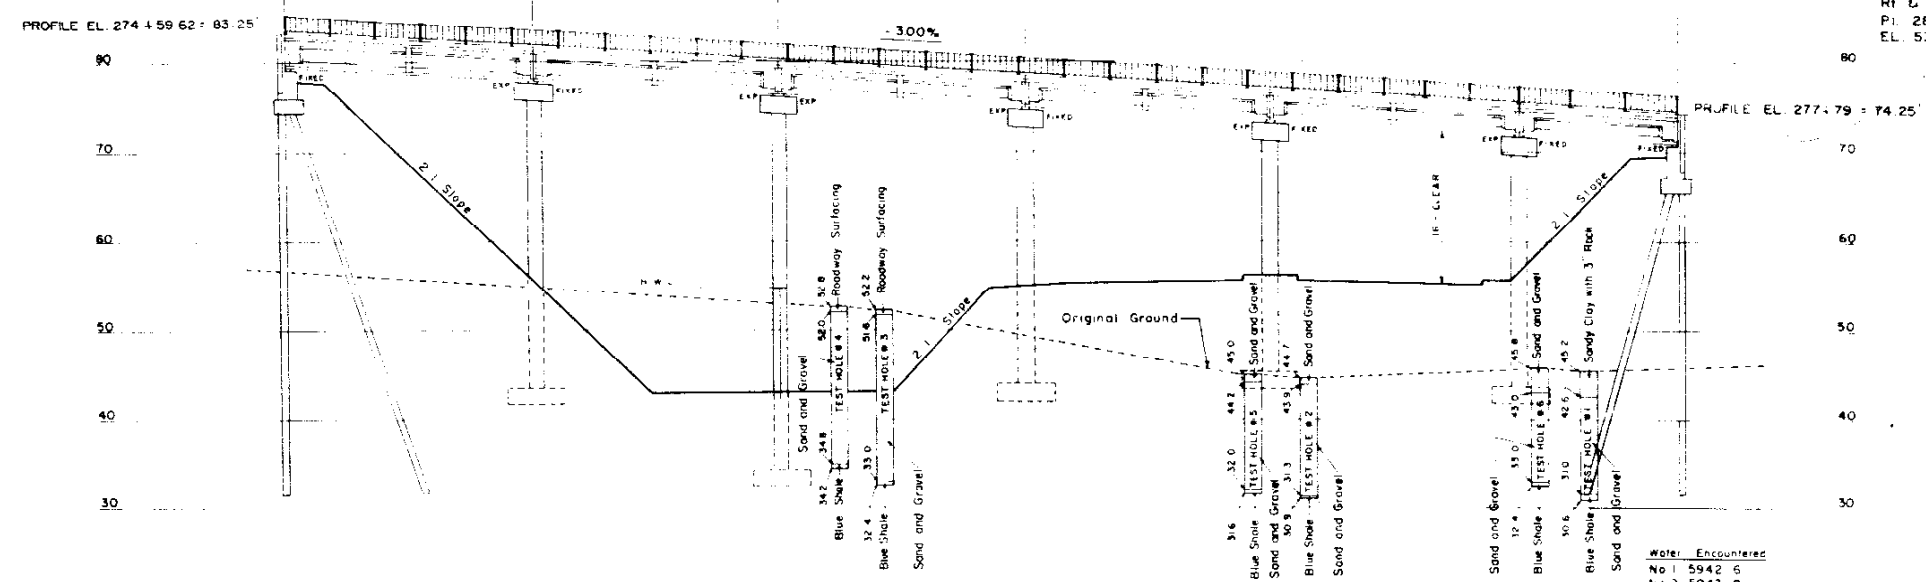 PROFILE EL. 274 + 59.62 = 83.25'
- 3.00%
PI. 28
80
80
FIXED
EXP FIXED
EXP EXP
EXP FIXED
EXP FIXED
EXP FIXED
FIXED
PROFILE EL. 277 + 79 = 74.25'
70
70
2:1 Slope
2:1 Slope
16'- CLEAR
60
60
H W
52.8 Roadway Surfacing
52.2 Roadway Surfacing
52.0
51.6
50
50
2:1 Slope
Original Ground
45.0 Sand and Gravel
44.7 Sand and Gravel
45.8 Sand and Gravel
45.2 Sandy Clay with 3" Rock
44.2
43.9
43.0
42.6
40
40
Sand and Gravel
TEST HOLE #4
TEST HOLE #3
TEST HOLE #5
TEST HOLE #2
TEST HOLE #6
TEST HOLE #1
34.8
33.0
32.0
31.3
33.0
31.0
30
30
34.2 Blue Shale
32.4 Blue Shale
Sand and Gravel
31.6 Blue Shale
Sand and Gravel
30.9 Blue Shale
Sand and Gravel
Sand and Gravel
32.4 Blue Shale
30.6 Blue Shale
Sand and Gravel
Water Encountered
No 1 5942.6